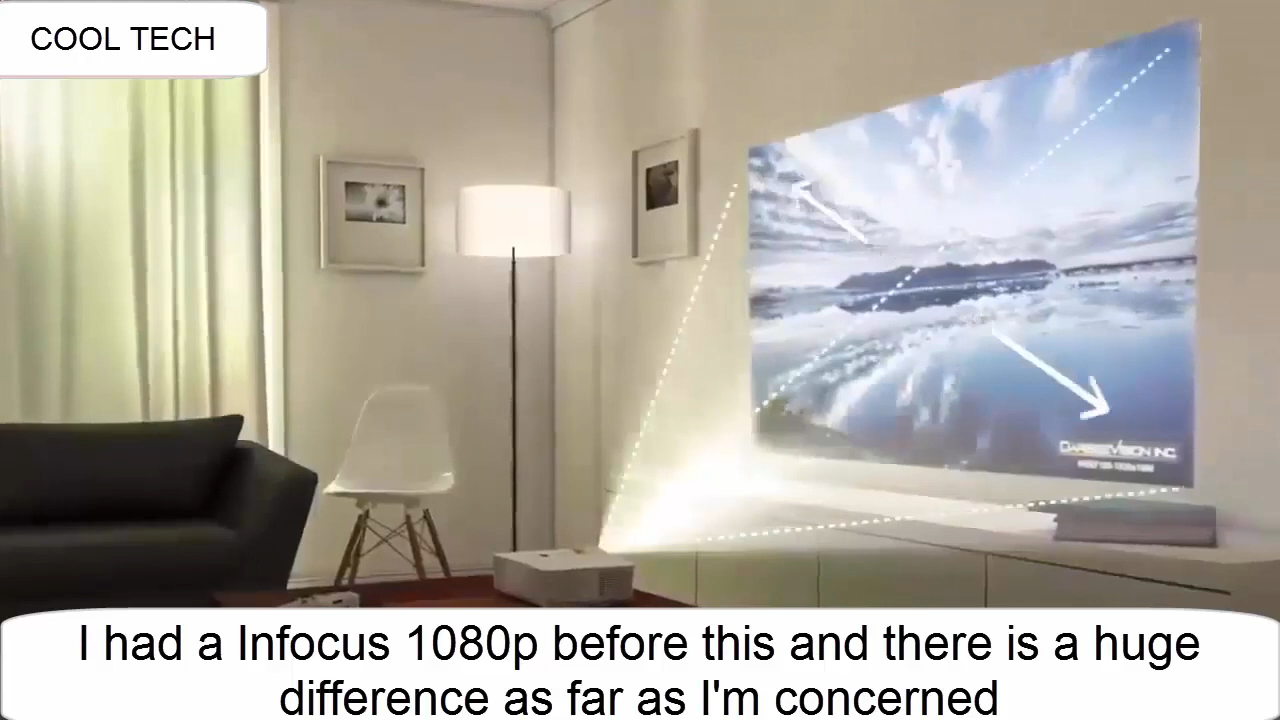 COOL TECH
I had a Infocus 1080p before this and there is a huge
difference as far as I'm concerned